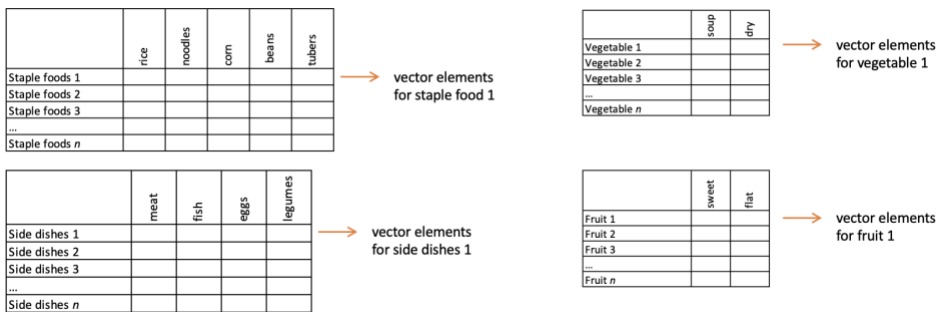 rice
noodles
corn
beans
tubers
Staple foods 1
Staple foods 2
Staple foods 3
...
Staple foods n
vector elements
for staple food 1
soup
dry
Vegetable 1
Vegetable 2
Vegetable 3
...
Vegetable n
vector elements
for vegetable 1
meat
fish
eggs
legumes
Side dishes 1
Side dishes 2
Side dishes 3
...
Side dishes n
vector elements
for side dishes 1
sweet
flat
Fruit 1
Fruit 2
Fruit 3
...
Fruit n
vector elements
for fruit 1